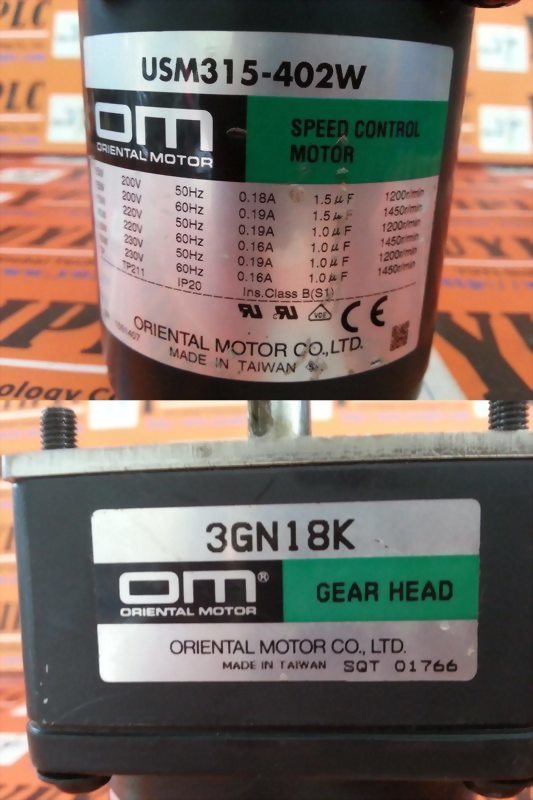 USM315-402W
om
ORIENTAL MOTOR
SPEED CONTROL
MOTOR
200V 50Hz 0.18A 1.5μF 1200r/min
200V 60Hz 0.19A 1.5μF 1450r/min
220V 50Hz 0.19A 1.0μF 1200r/min
220V 60Hz 0.16A 1.0μF 1450r/min
230V 50Hz 0.19A 1.0μF 1200r/min
230V 60Hz 0.16A 1.0μF 1450r/min
TP211 IP20 Ins.Class B(S1)
VDE CE
ORIENTAL MOTOR CO., LTD.
MADE IN TAIWAN
nology Co
3GN18K
om®
ORIENTAL MOTOR
GEAR HEAD
ORIENTAL MOTOR CO., LTD.
MADE IN TAIWAN SQT 01766